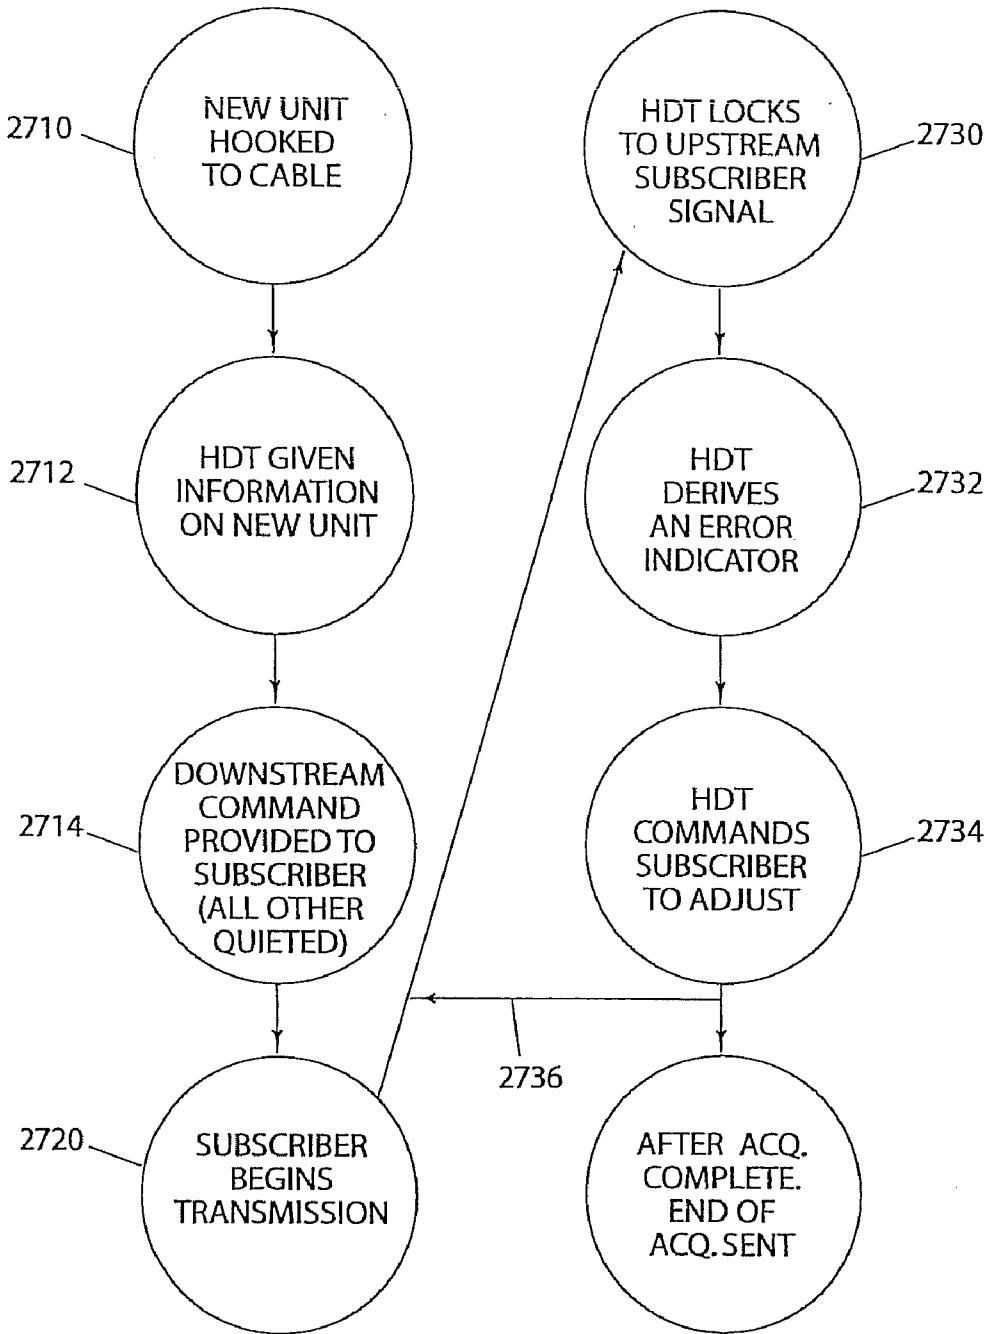 2710
NEW UNIT
HOOKED
TO CABLE
2712
HDT GIVEN
INFORMATION
ON NEW UNIT
2714
DOWNSTREAM
COMMAND
PROVIDED TO
SUBSCRIBER
(ALL OTHER
QUIETED)
2720
SUBSCRIBER
BEGINS
TRANSMISSION
HDT LOCKS
TO UPSTREAM
SUBSCRIBER
SIGNAL
2730
HDT
DERIVES
AN ERROR
INDICATOR
2732
HDT
COMMANDS
SUBSCRIBER
TO ADJUST
2734
2736
AFTER ACQ.
COMPLETE.
END OF
ACQ. SENT